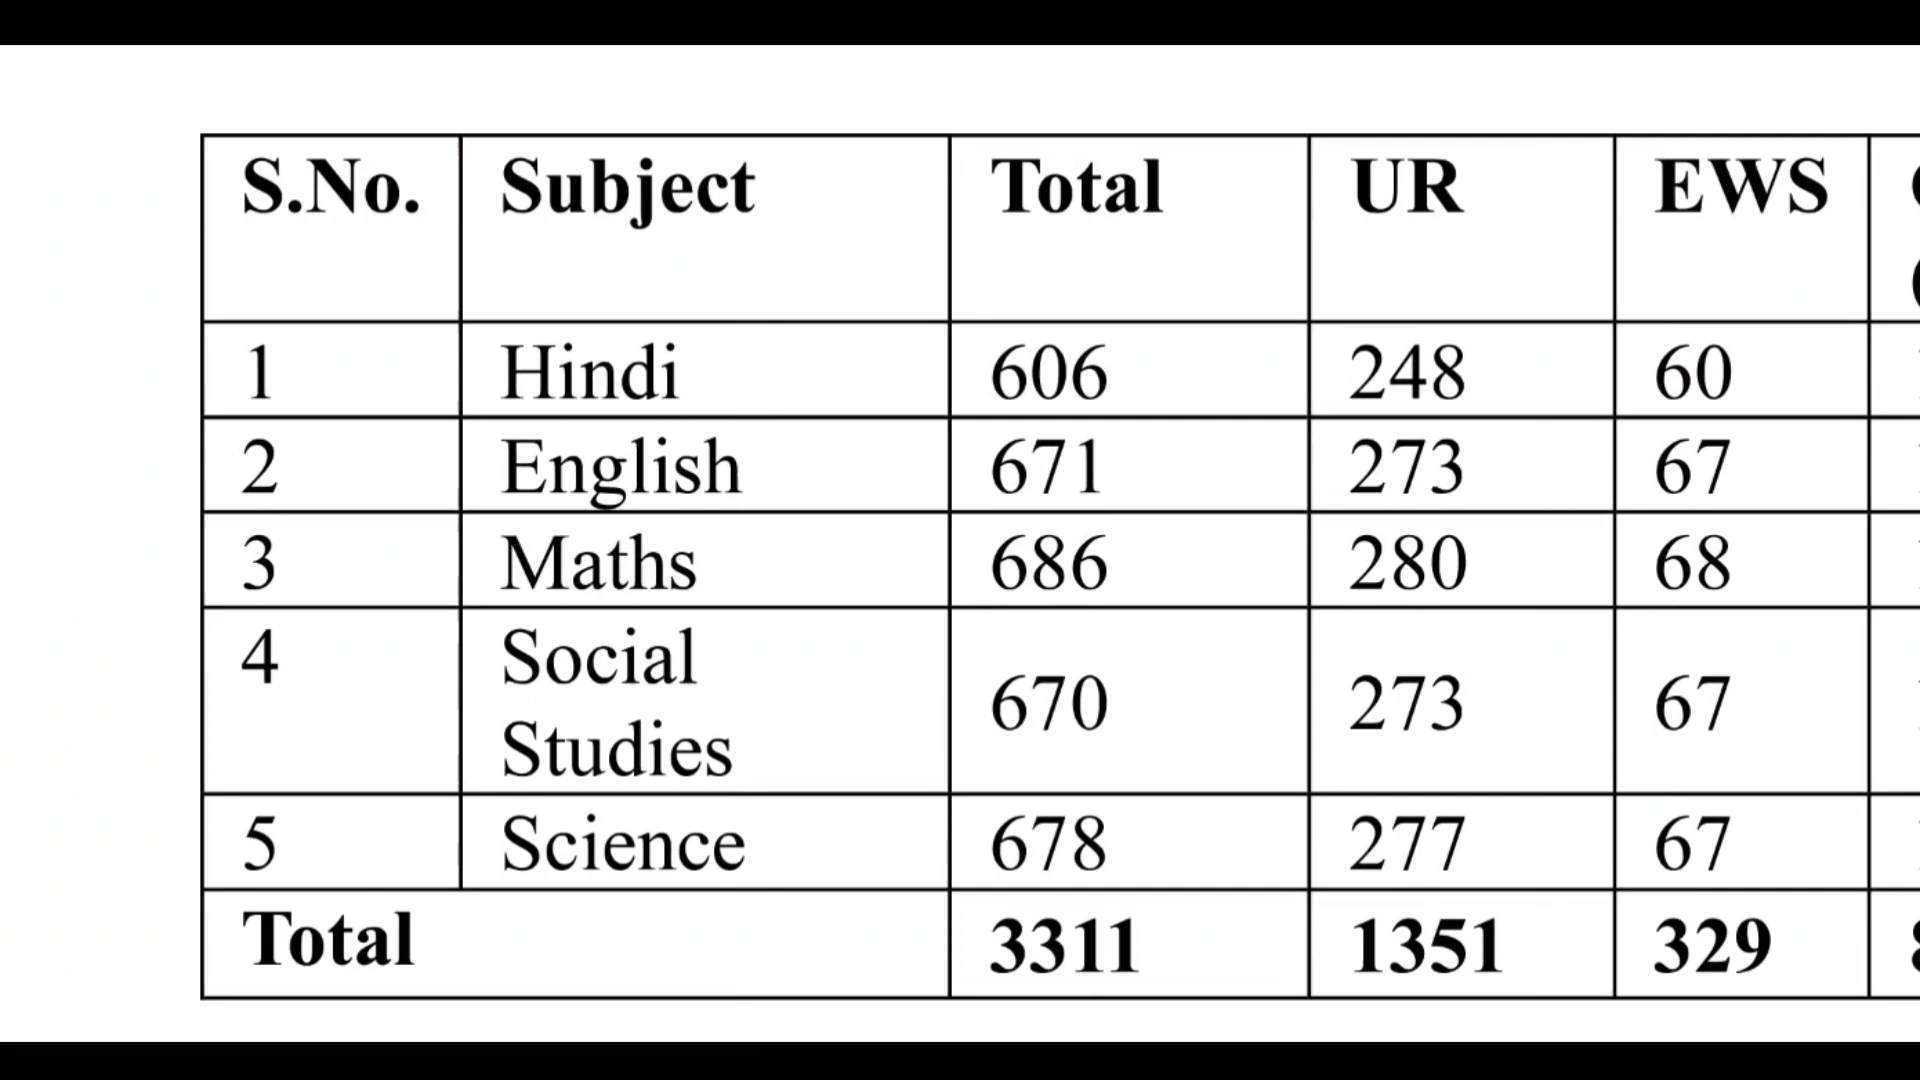 S.No. Subject Total UR EWS
1 Hindi 606 248 60
2 English 671 273 67
3 Maths 686 280 68
4 Social
Studies 670 273 67
5 Science 678 277 67
Total 3311 1351 329